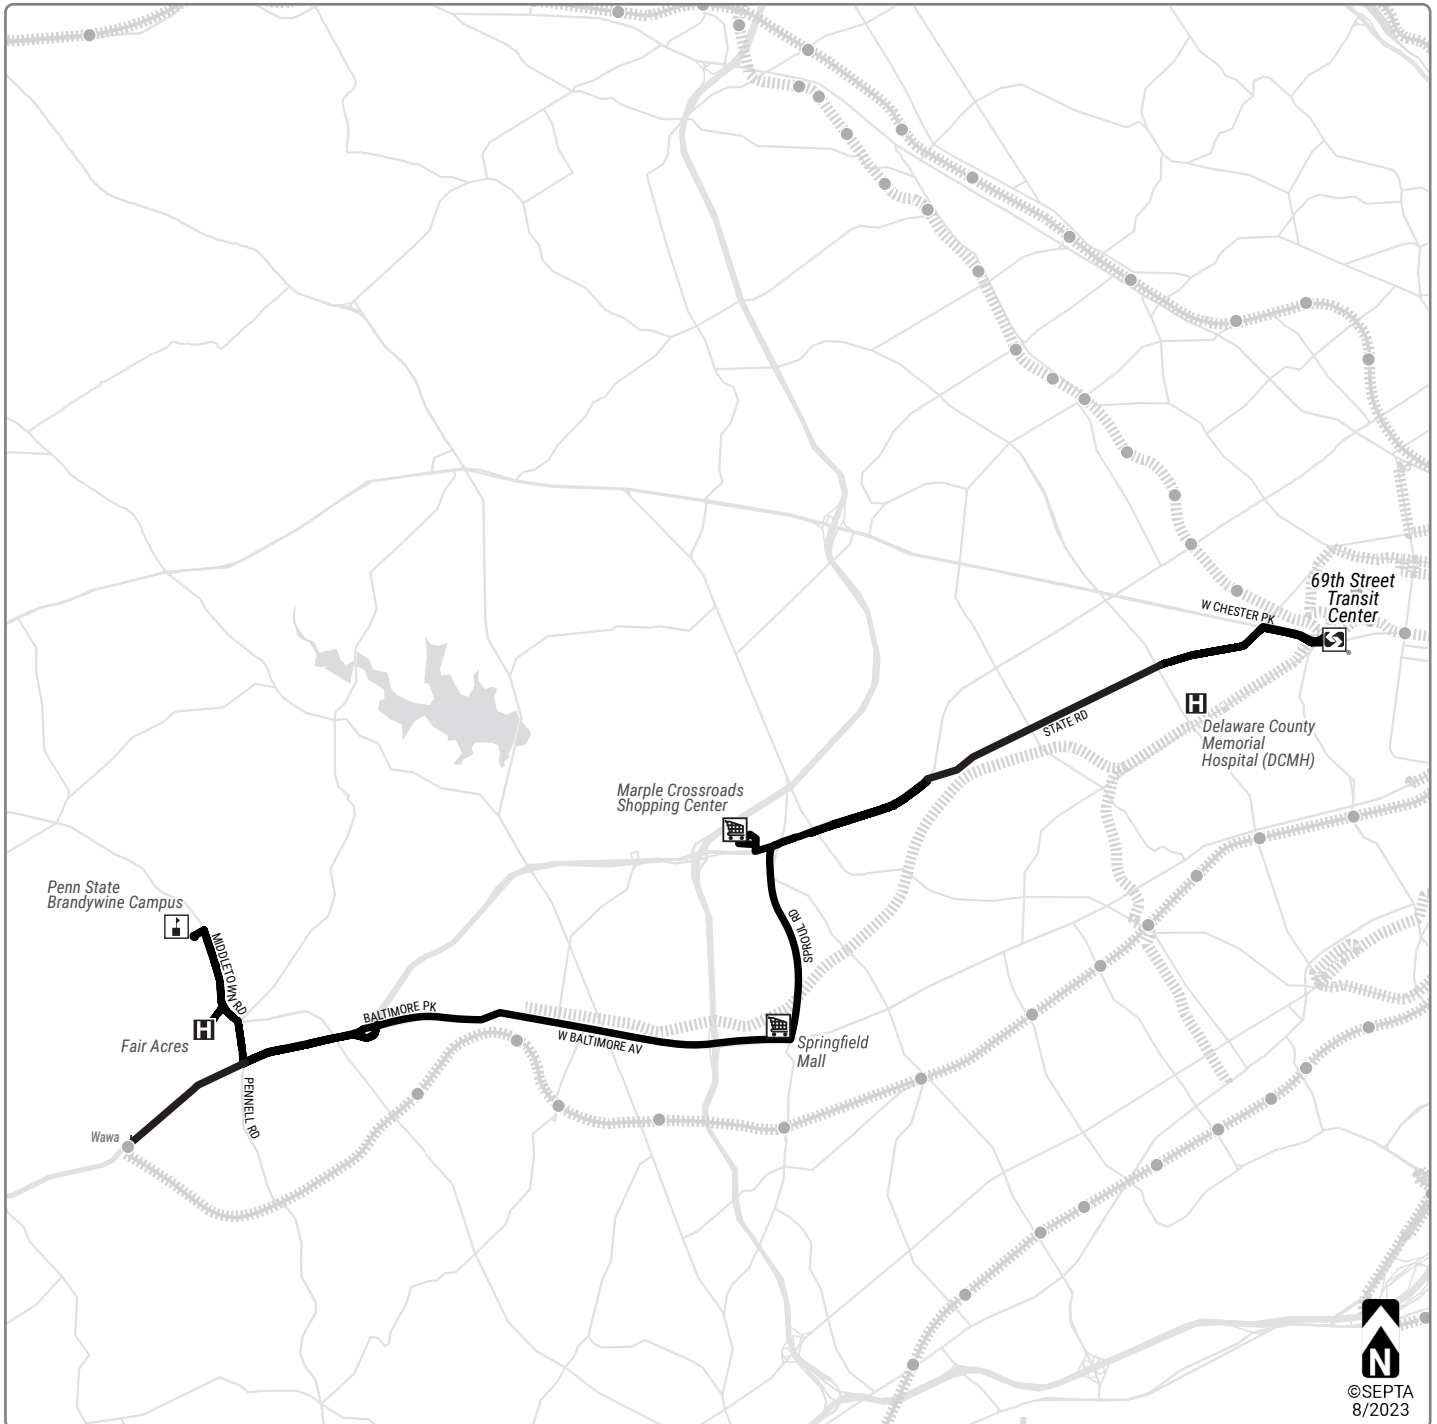 69th Street
Transit
Center
W CHESTER PK
STATE RD
H
Delaware County
Memorial
Hospital (DCMH)
Marple Crossroads
Shopping Center
Penn State
Brandywine Campus
MIDDLETOWN RD
SPROUL RD
BALTIMORE PK
H
Fair Acres
W BALTIMORE AV
Springfield
Mall
PENNELL RD
Wawa
N
©SEPTA
8/2023